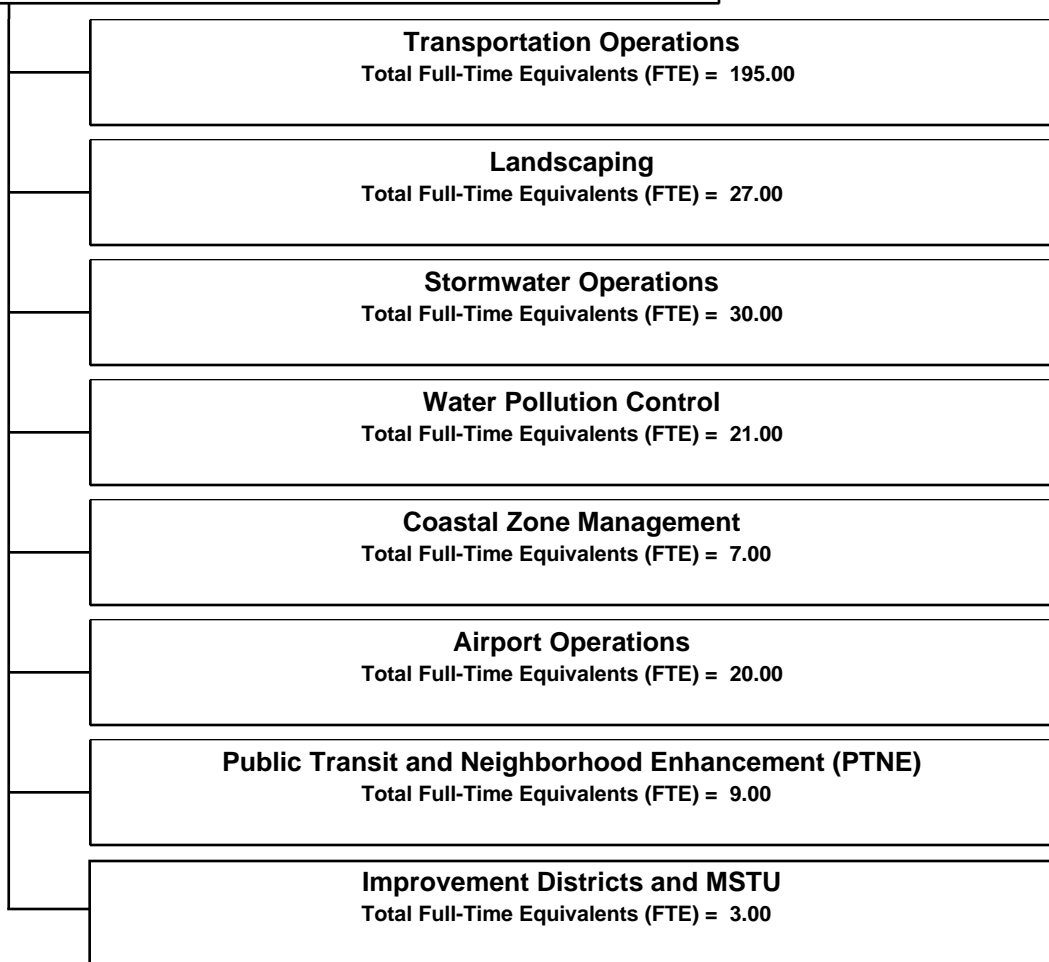 Transportation Operations
Total Full-Time Equivalents (FTE) = 195.00
Landscaping
Total Full-Time Equivalents (FTE) = 27.00
Stormwater Operations
Total Full-Time Equivalents (FTE) = 30.00
Water Pollution Control
Total Full-Time Equivalents (FTE) = 21.00
Coastal Zone Management
Total Full-Time Equivalents (FTE) = 7.00
Airport Operations
Total Full-Time Equivalents (FTE) = 20.00
Public Transit and Neighborhood Enhancement (PTNE)
Total Full-Time Equivalents (FTE) = 9.00
Improvement Districts and MSTU
Total Full-Time Equivalents (FTE) = 3.00